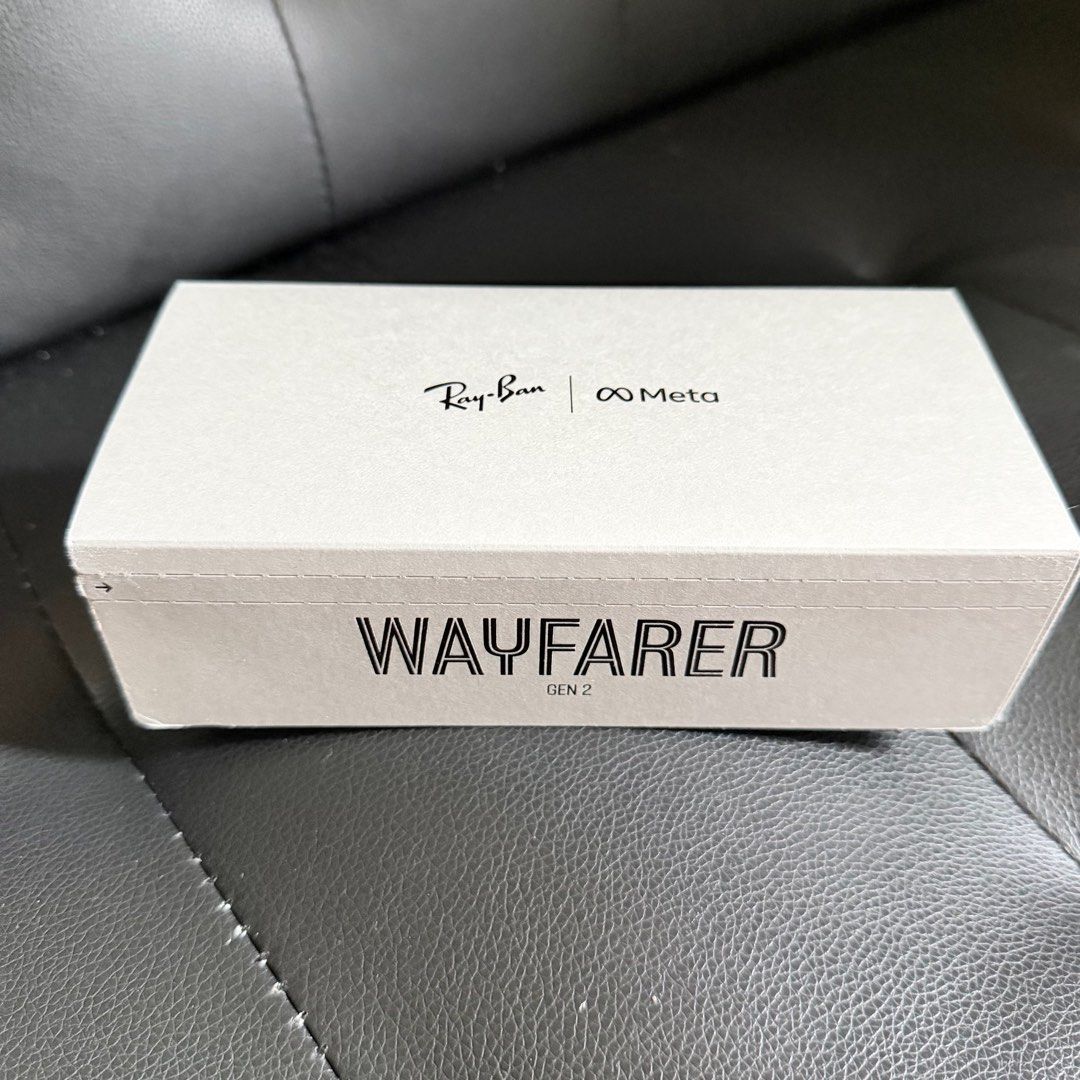 Ray-Ban | Meta
→
WAYFARER
GEN 2